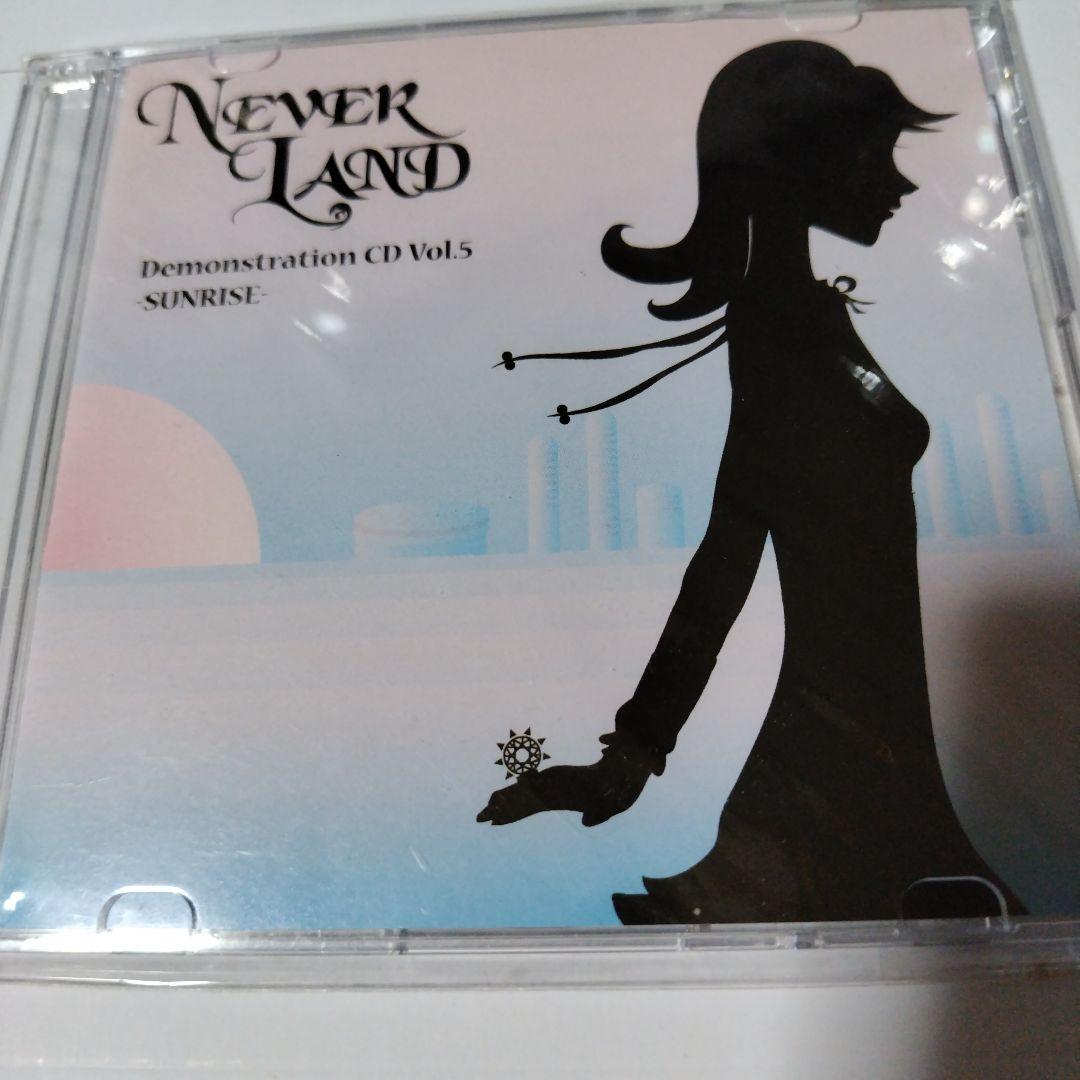 NEVER
LAND
Demonstration CD Vol.5
-SUNRISE-